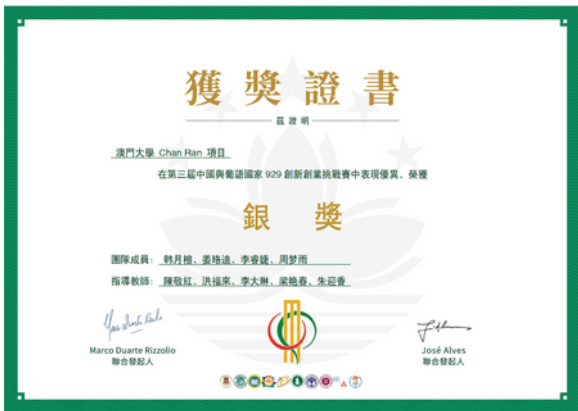 獲獎證書
茲證明
澳門大學 Chan Ran 項目
在第三屆中國與葡語國家 929 創新創業挑戰賽中表現優異、榮獲
銀獎
團隊成員：韩月榕、姜珞迪、李睿婕、周梦雨
指導教師：陳敬紅、洪福來、李大琳、梁艳春、朱迎香
Marco Duarte Rizzolio
聯合發起人
José Alves
聯合發起人